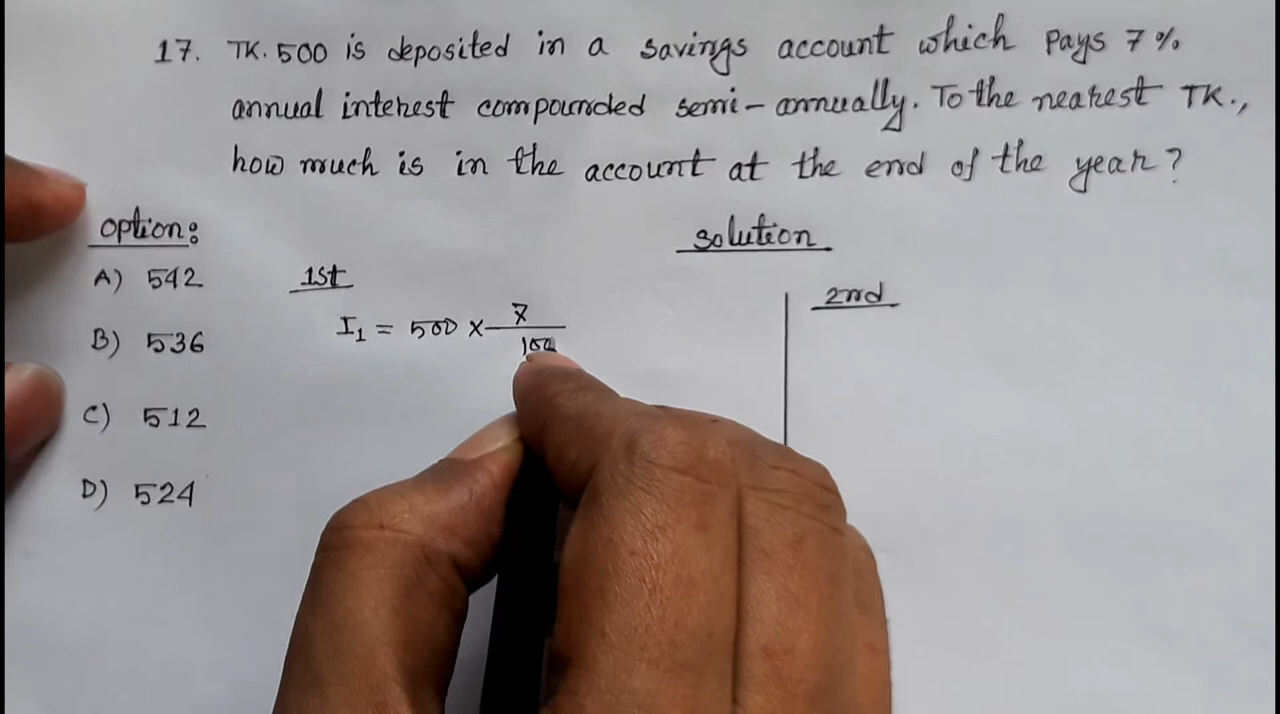 17. TK. 500 is deposited in a savings account which pays 7%
annual interest compounded semi-annually. To the nearest TK.,
how much is in the account at the end of the year?
option:
A) 542
B) 536
C) 512
D) 524
solution
1st
I₁ = 500 × 7/100
2nd